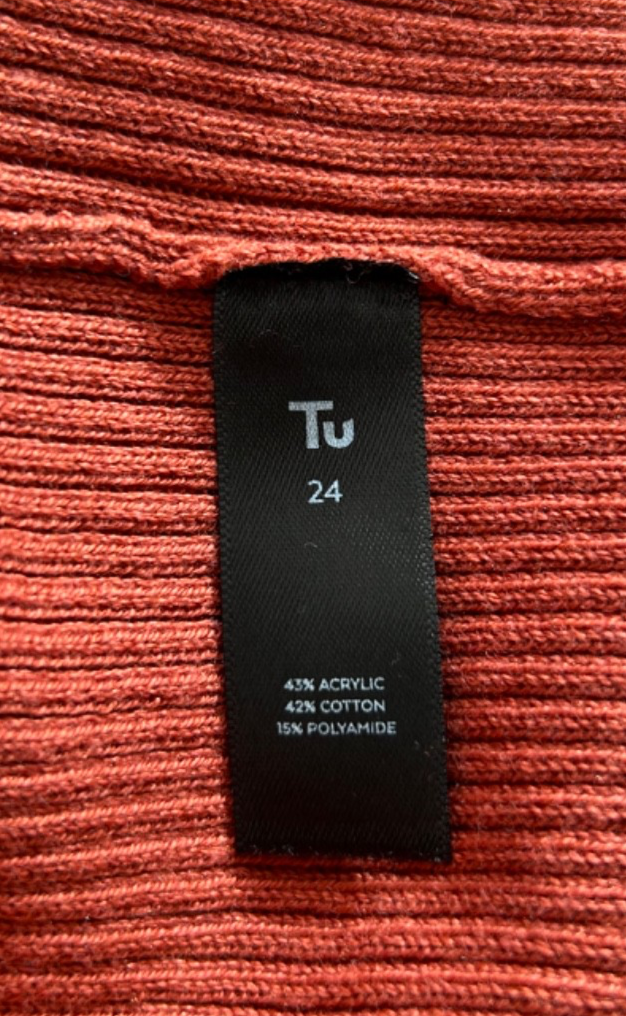 Tu
24
43% ACRYLIC
42% COTTON
15% POLYAMIDE